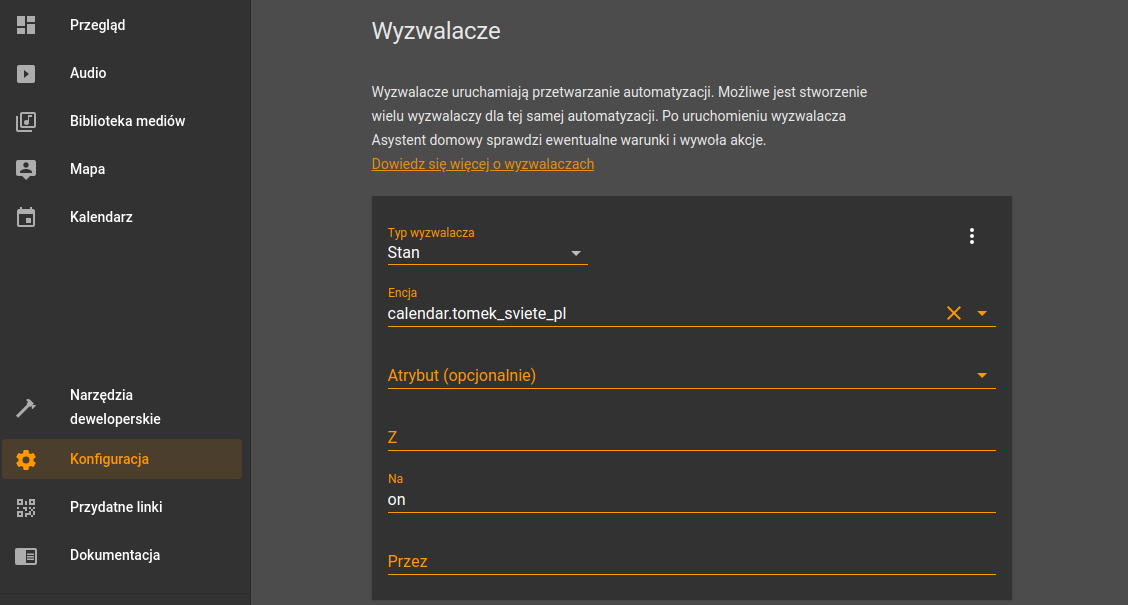 Przegląd
Audio
Biblioteka mediów
Mapa
Kalendarz
Narzędzia
deweloperskie
Konfiguracja
Przydatne linki
Dokumentacja
Wyzwalacze
Wyzwalacze uruchamiają przetwarzanie automatyzacji. Możliwe jest stworzenie
wielu wyzwalaczy dla tej samej automatyzacji. Po uruchomieniu wyzwalacza
Asystent domowy sprawdzi ewentualne warunki i wywoła akcje.
Dowiedz się więcej o wyzwalaczach
Typ wyzwalacza
Stan
Encja
calendar.tomek_sviete_pl
Atrybut (opcjonalnie)
Z
Na
on
Przez